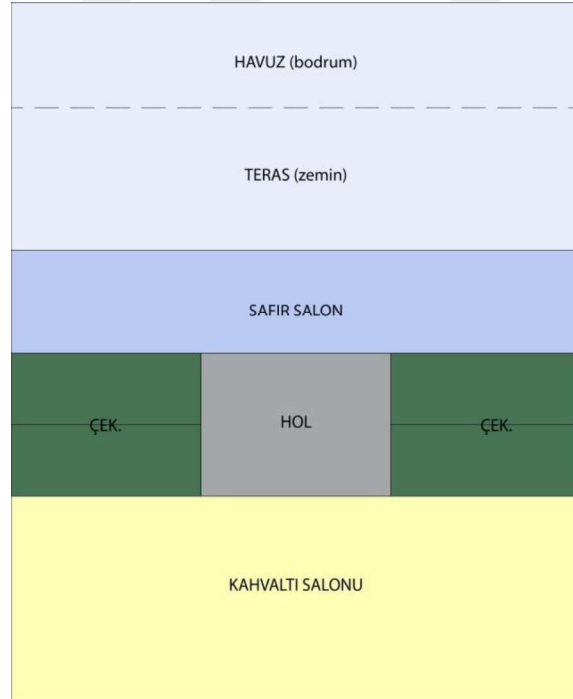 HAVUZ (bodrum)
TERAS (zemin)
SAFIR SALON
ÇEK.
HOL
ÇEK.
KAHVALTI SALONU